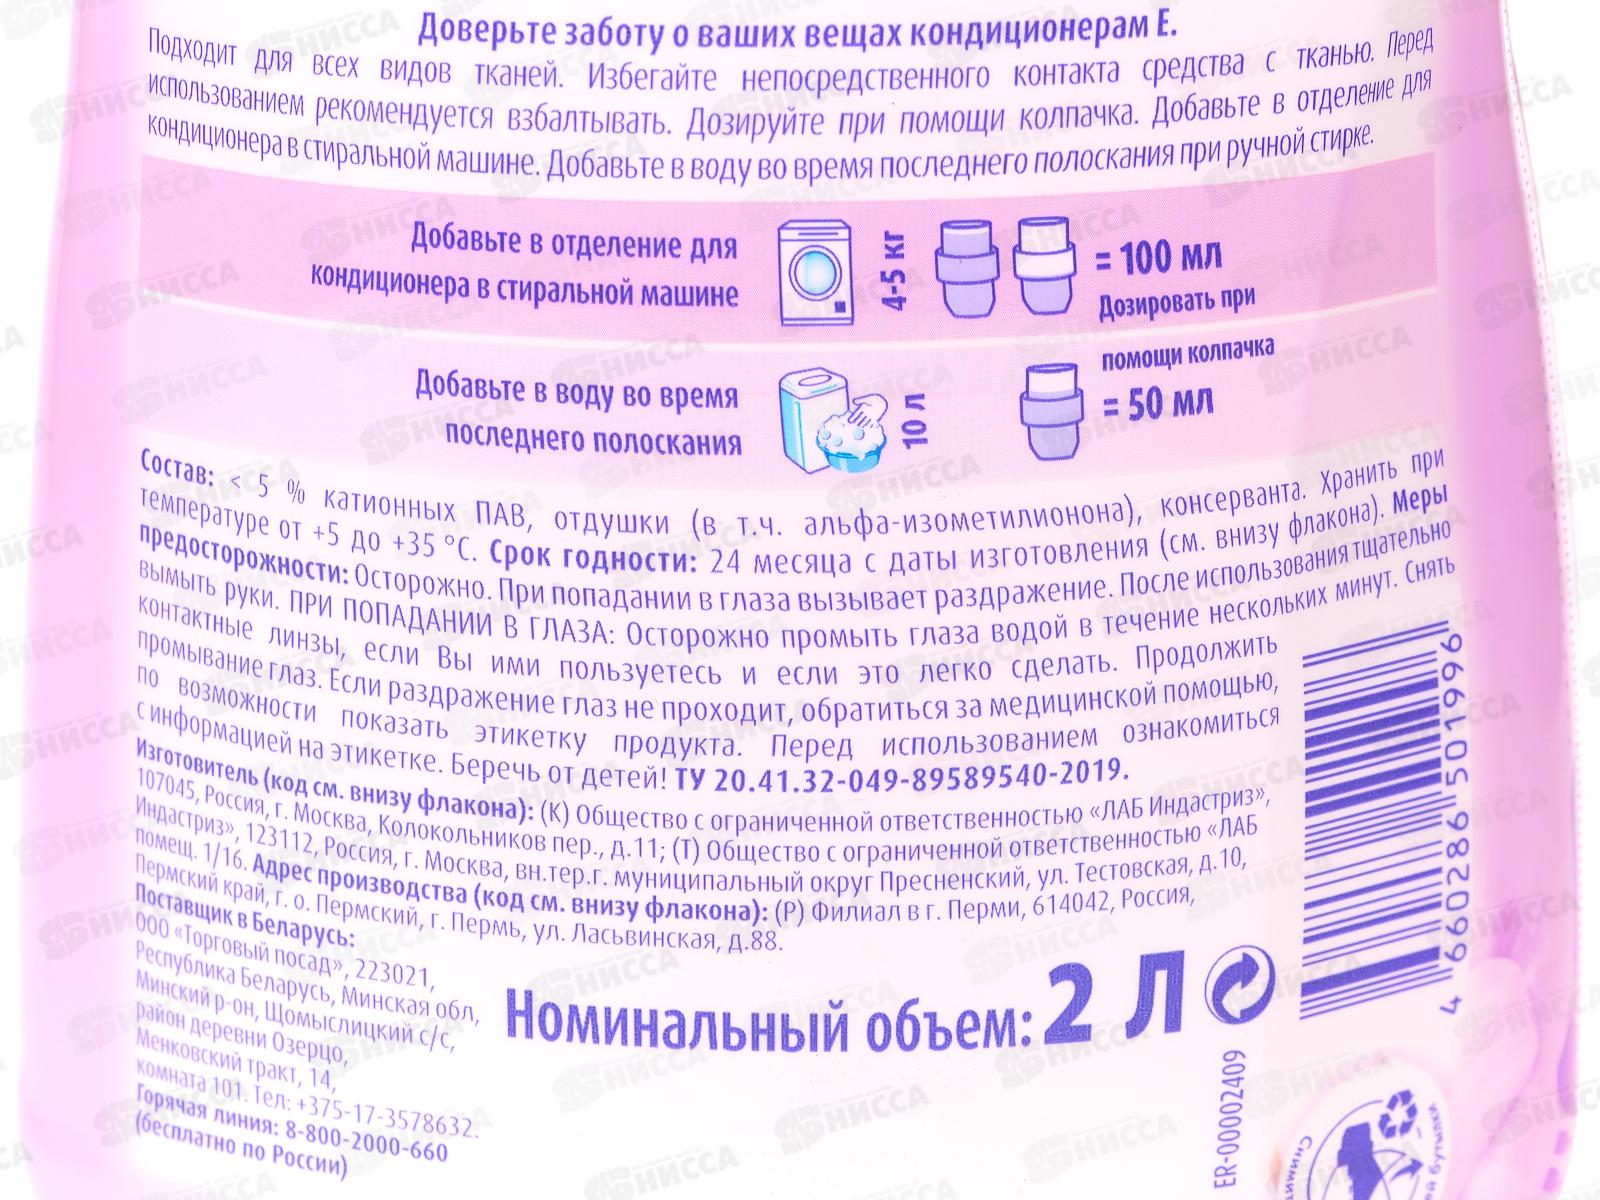 Доверьте заботу о ваших вещах кондиционерам Е.
Подходит для всех видов тканей. Избегайте непосредственного контакта средства с тканью. Перед
использованием рекомендуется взбалтывать. Дозируйте при помощи колпачка. Добавьте в отделение для
кондиционера в стиральной машине. Добавьте в воду во время последнего полоскания при ручной стирке.
Добавьте в отделение для
кондиционера в стиральной машине
4-5 кг
= 100 мл
Дозировать при
помощи колпачка
Добавьте в воду во время
последнего полоскания
10 л
= 50 мл
Состав: < 5 % катионных ПАВ, отдушки (в т.ч. альфа-изометилионона), консерванта. Хранить при
температуре от +5 до +35 °С. Срок годности: 24 месяца с даты изготовления (см. внизу флакона). Меры
предосторожности: Осторожно. При попадании в глаза вызывает раздражение. После использования тщательно
вымыть руки. ПРИ ПОПАДАНИИ В ГЛАЗА: Осторожно промыть глаза водой в течение нескольких минут. Снять
контактные линзы, если Вы ими пользуетесь и если это легко сделать. Продолжить
промывание глаз. Если раздражение глаз не проходит, обратиться за медицинской помощью,
по возможности показать этикетку продукта. Перед использованием ознакомиться
с информацией на этикетке. Беречь от детей! ТУ 20.41.32-049-89589540-2019.
Изготовитель (код см. внизу флакона): (К) Общество с ограниченной ответственностью «ЛАБ Индастриз»,
107045, Россия, г. Москва, Колокольников пер., д.11; (Т) Общество с ограниченной ответственностью «ЛАБ
Индастриз», 123112, Россия, г. Москва, вн.тер.г. муниципальный округ Пресненский, ул. Тестовская, д.10,
помещ. 1/16. Адрес производства (код см. внизу флакона): (Р) Филиал в г. Перми, 614042, Россия,
Пермский край, г. о. Пермский, г. Пермь, ул. Ласьвинская, д.88.
Поставщик в Беларусь:
ООО «Торговый посад», 223021,
Республика Беларусь, Минская обл,
Минский р-он, Щомыслицкий с/с,
район деревни Озерцо,
Менковский тракт, 14,
комната 101. Тел: +375-17-3578632.
Горячая линия: 8-800-2000-660
(бесплатно по России)
Номинальный объем: 2 Л
4 660286 501996
ER-00002409
бутылки
НИССА